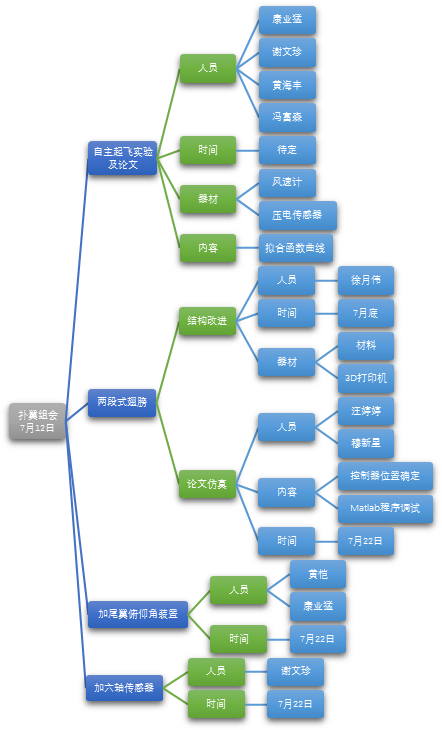 扑翼组会
7月12日
自主起飞实验
及论文
人员
康业猛
谢文珍
黄海丰
冯富森
时间
待定
器材
风速计
压电传感器
内容
拟合函数曲线
两段式翅膀
结构改进
人员
徐月伟
时间
7月底
器材
材料
3D打印机
论文仿真
人员
汪婷婷
穆新星
内容
控制器位置确定
Matlab程序调试
时间
7月22日
加尾翼俯仰角装置
人员
黄恺
康业猛
时间
7月22日
加六轴传感器
人员
谢文珍
时间
7月22日